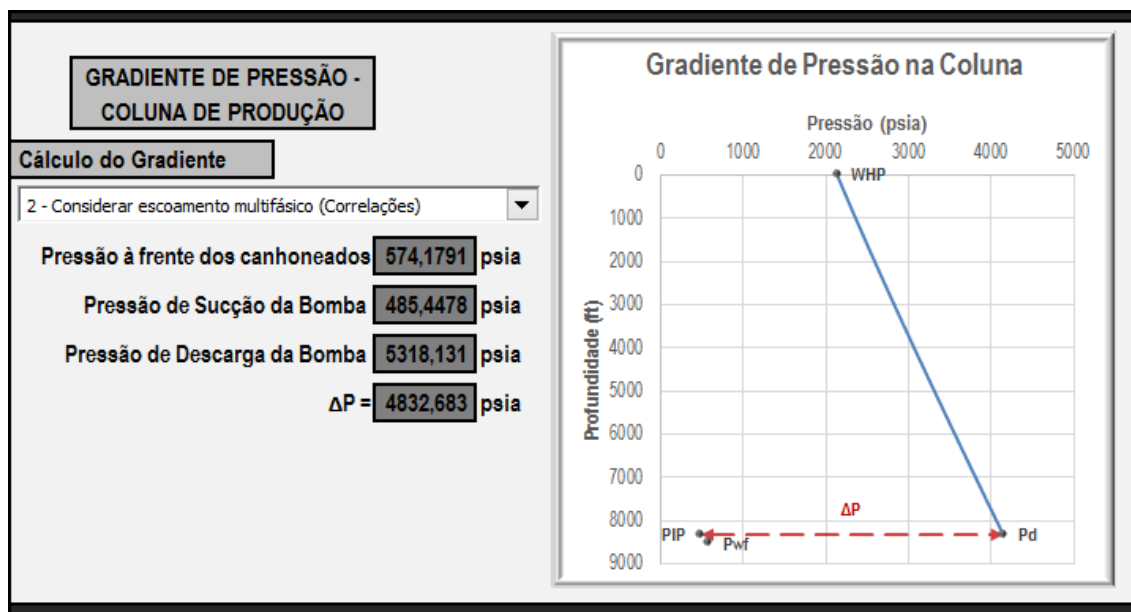 GRADIENTE DE PRESSÃO -
COLUNA DE PRODUÇÃO
Cálculo do Gradiente
2 - Considerar escoamento multifásico (Correlações)
Pressão à frente dos canhoneados 574,1791 psia
Pressão de Sucção da Bomba 485,4478 psia
Pressão de Descarga da Bomba 5318,131 psia
ΔP = 4832,683 psia
Gradiente de Pressão na Coluna
Pressão (psia)
0 1000 2000 3000 4000 5000
Profundidade (ft)
0
1000
2000
3000
4000
5000
6000
7000
8000
9000
WHP
ΔP
PIP
Pwf
Pd